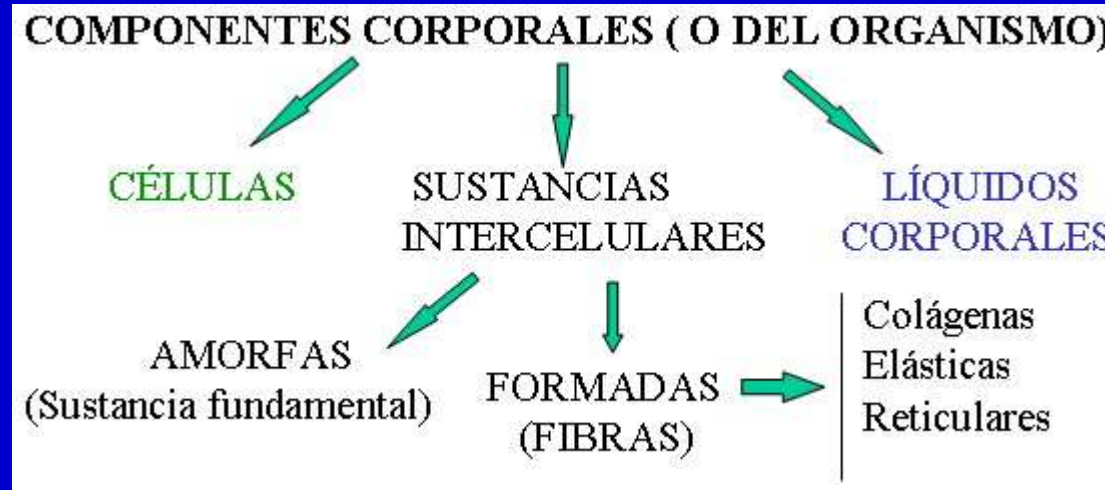 COMPONENTES CORPORALES ( O DEL ORGANISMO)
CÉLULAS
SUSTANCIAS
INTERCELULARES
LÍQUIDOS
CORPORALES
AMORFAS
(Sustancia fundamental)
FORMADAS
(FIBRAS)
Colágenas
Elásticas
Reticulares